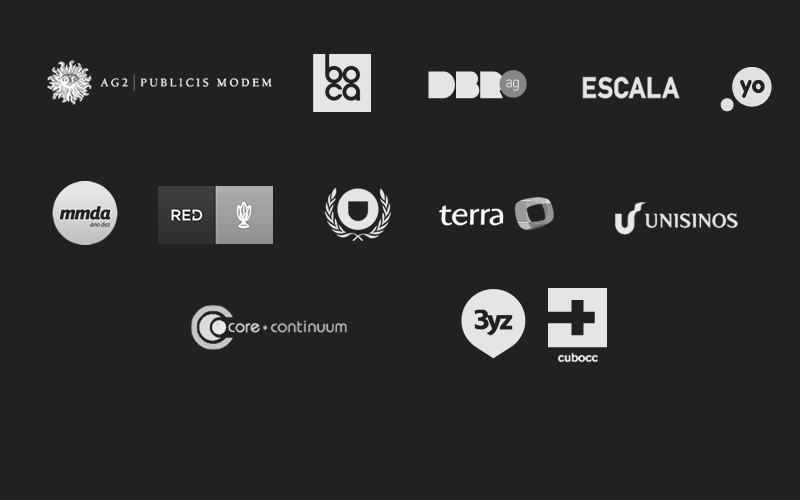 AG2 | PUBLICIS MODEM
bo
ca
DBR ag
ESCALA
yo
mmda
ano dez
RED
terra
UNISINOS
core • continuum
3yz
cubocc